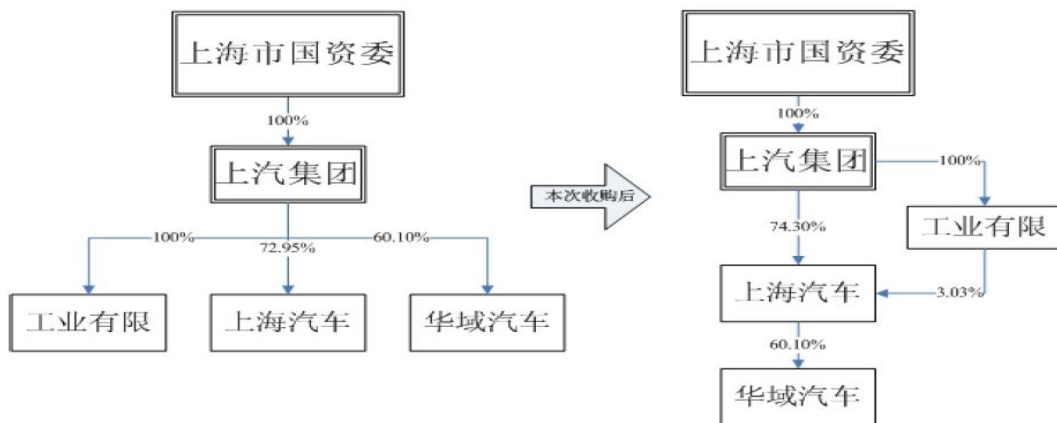 上海市国资委
100%
上汽集团
100%
72.95%
60.10%
工业有限
上海汽车
华域汽车
本次收购后
上海市国资委
100%
上汽集团
100%
74.30%
工业有限
上海汽车
3.03%
60.10%
华域汽车